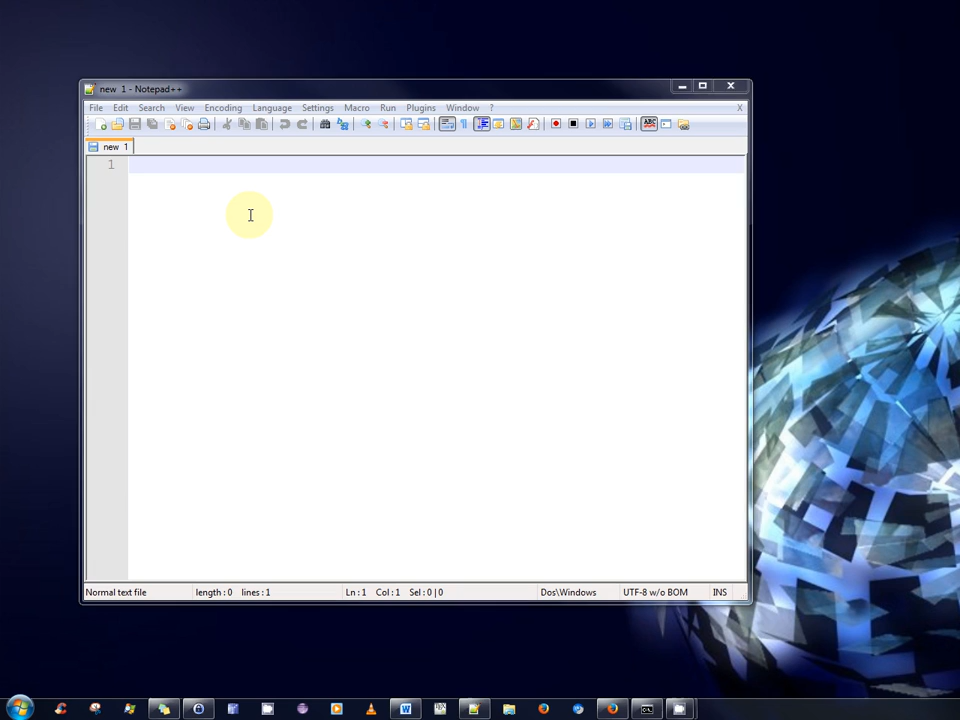 new 1 - Notepad++
File Edit Search View Encoding Language Settings Macro Run Plugins Window ? X
ABC
new 1
1
Normal text file length : 0 lines : 1 Ln : 1 Col : 1 Sel : 0 | 0 Dos\Windows UTF-8 w/o BOM INS
W